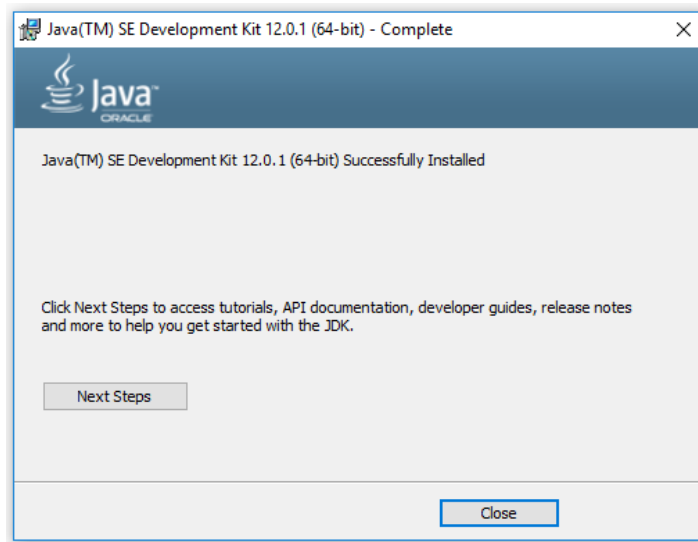 Java(TM) SE Development Kit 12.0.1 (64-bit) - Complete
Java™
ORACLE
Java(TM) SE Development Kit 12.0.1 (64-bit) Successfully Installed
Click Next Steps to access tutorials, API documentation, developer guides, release notes
and more to help you get started with the JDK.
Next Steps
Close